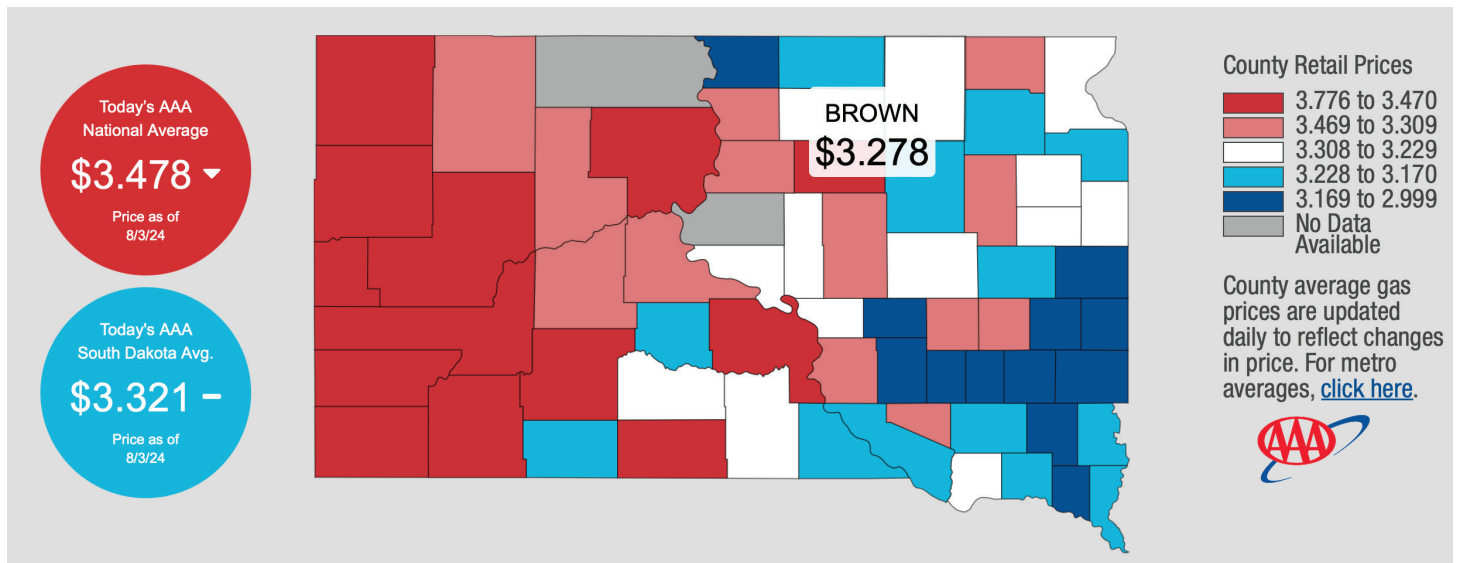 Today's AAA
National Average
$3.478
Price as of
8/3/24
Today's AAA
South Dakota Avg.
$3.321
Price as of
8/3/24
BROWN
$3.278
County Retail Prices
3.776 to 3.470
3.469 to 3.309
3.308 to 3.229
3.228 to 3.170
3.169 to 2.999
No Data
Available
County average gas
prices are updated
daily to reflect changes
in price. For metro
averages, click here.
AAA